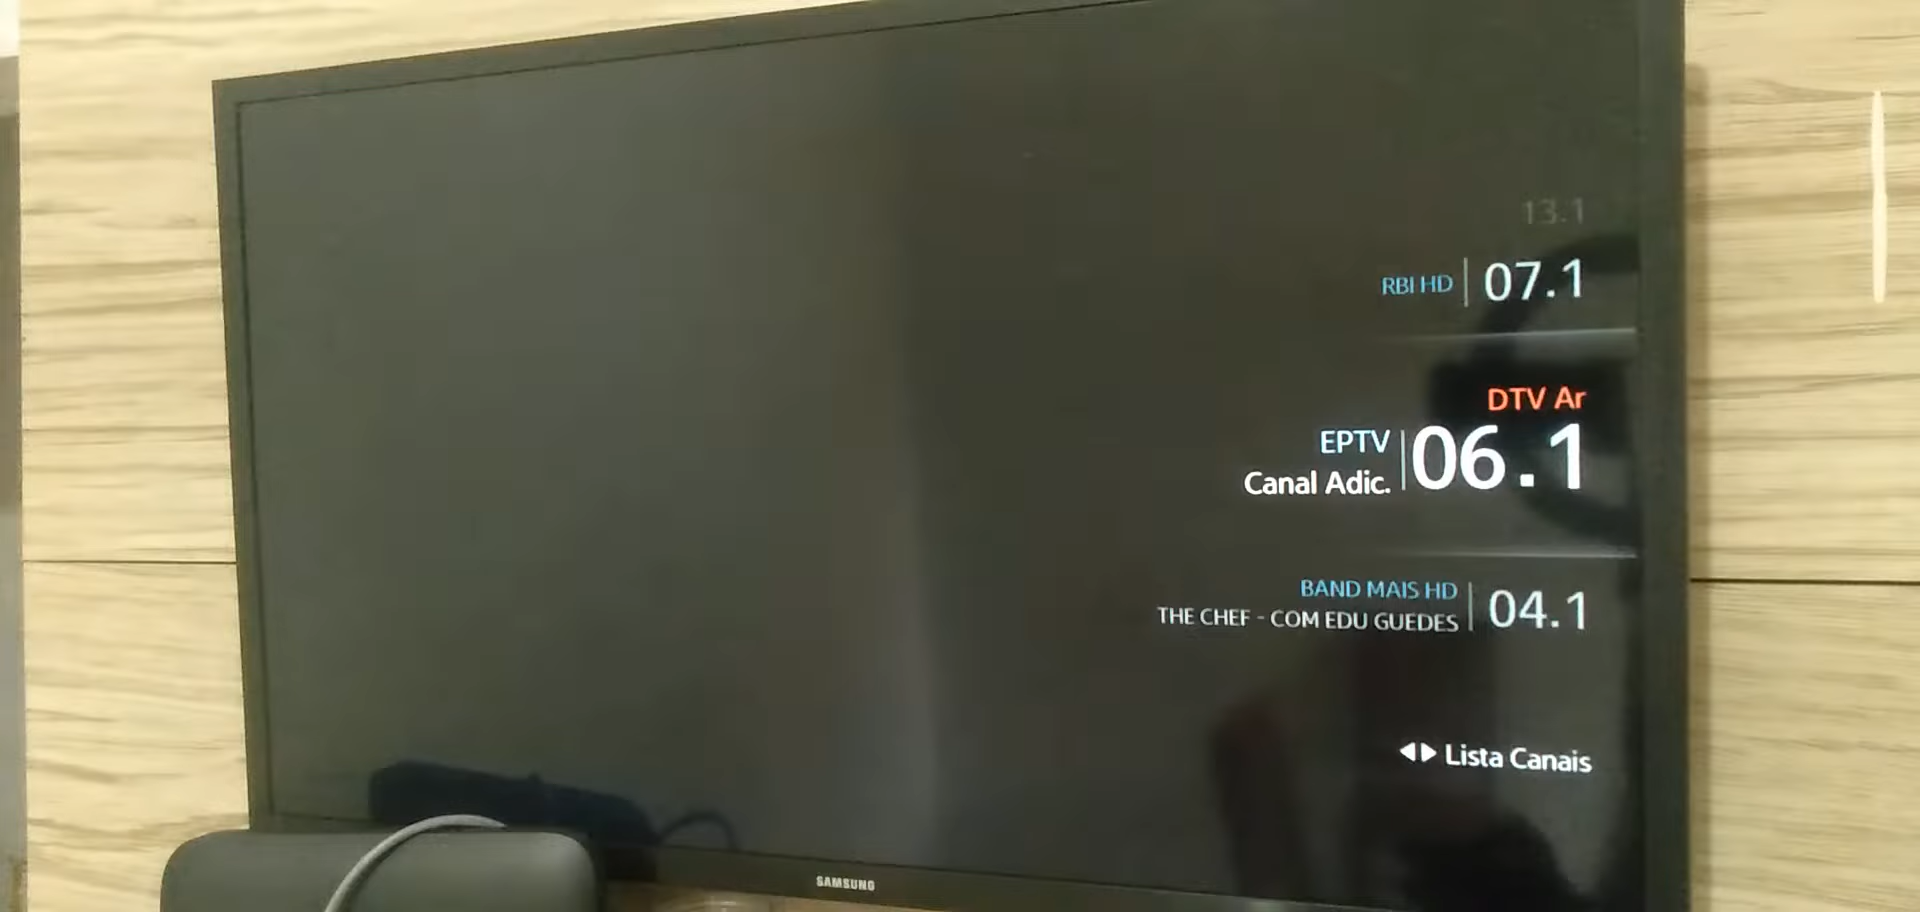 13.1
RBI HD | 07.1
DTV Ar
EPTV
Canal Adic. | 06.1
BAND MAIS HD
THE CHEF - COM EDU GUEDES | 04.1
Lista Canais
SAMSUNG